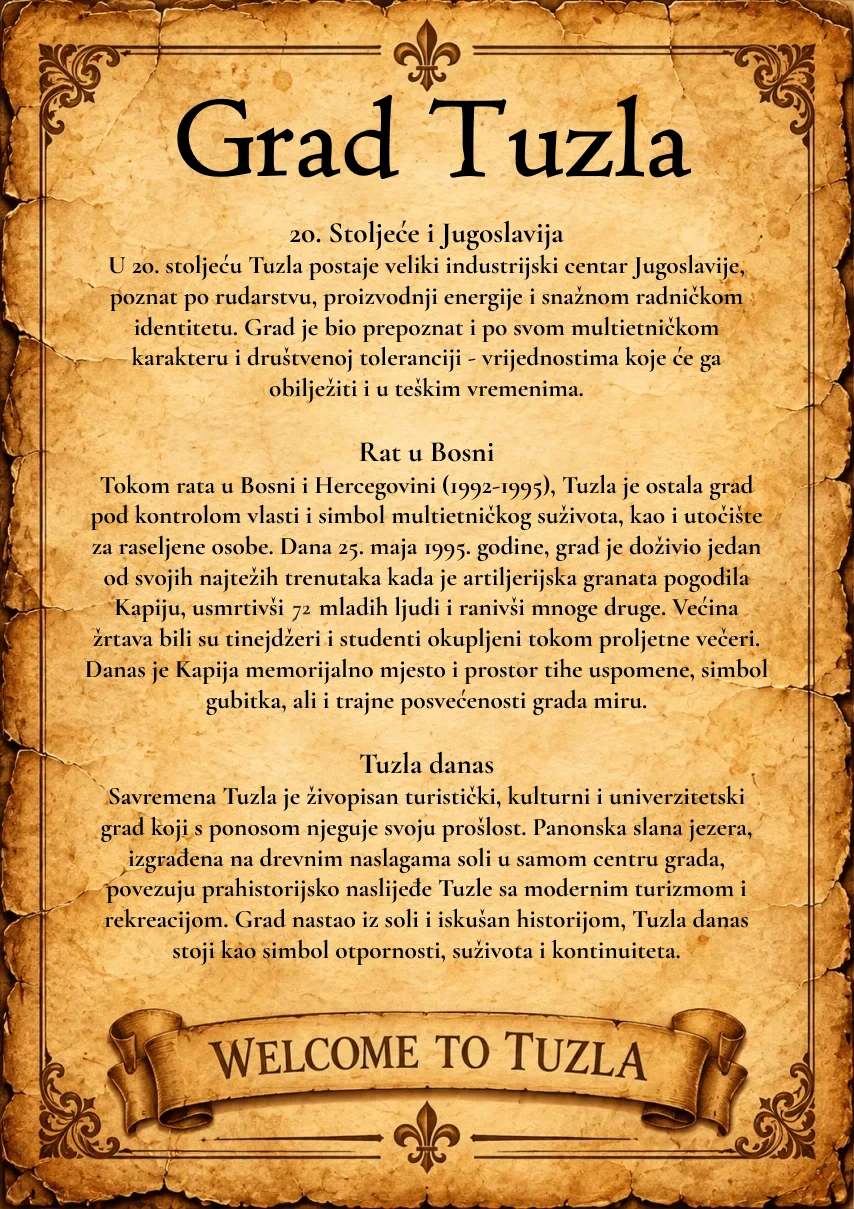 Grad Tuzla
20. Stoljeće i Jugoslavija
U 20. stoljeću Tuzla postaje veliki industrijski centar Jugoslavije,
poznat po rudarstvu, proizvodnji energije i snažnom radničkom
identitetu. Grad je bio prepoznat i po svom multietničkom
karakteru i društvenoj toleranciji - vrijednostima koje će ga
obilježiti i u teškim vremenima.
Rat u Bosni
Tokom rata u Bosni i Hercegovini (1992-1995), Tuzla je ostala grad
pod kontrolom vlasti i simbol multietničkog suživota, kao i utočište
za raseljene osobe. Dana 25. maja 1995. godine, grad je doživio jedan
od svojih najtežih trenutaka kada je artiljerijska granata pogodila
Kapiju, usmrtivši 72 mladih ljudi i ranivši mnoge druge. Većina
žrtava bili su tinejdžeri i studenti okupljeni tokom proljetne večeri.
Danas je Kapija memorijalno mjesto i prostor tihe uspomene, simbol
gubitka, ali i trajne posvećenosti grada miru.
Tuzla danas
Savremena Tuzla je živopisan turistički, kulturni i univerzitetski
grad koji s ponosom njeguje svoju prošlost. Panonska slana jezera,
izgrađena na drevnim naslagama soli u samom centru grada,
povezuju prahistorijsko naslijeđe Tuzle sa modernim turizmom i
rekreacijom. Grad nastao iz soli i iskušan historijom, Tuzla danas
stoji kao simbol otpornosti, suživota i kontinuiteta.
WELCOME TO TUZLA